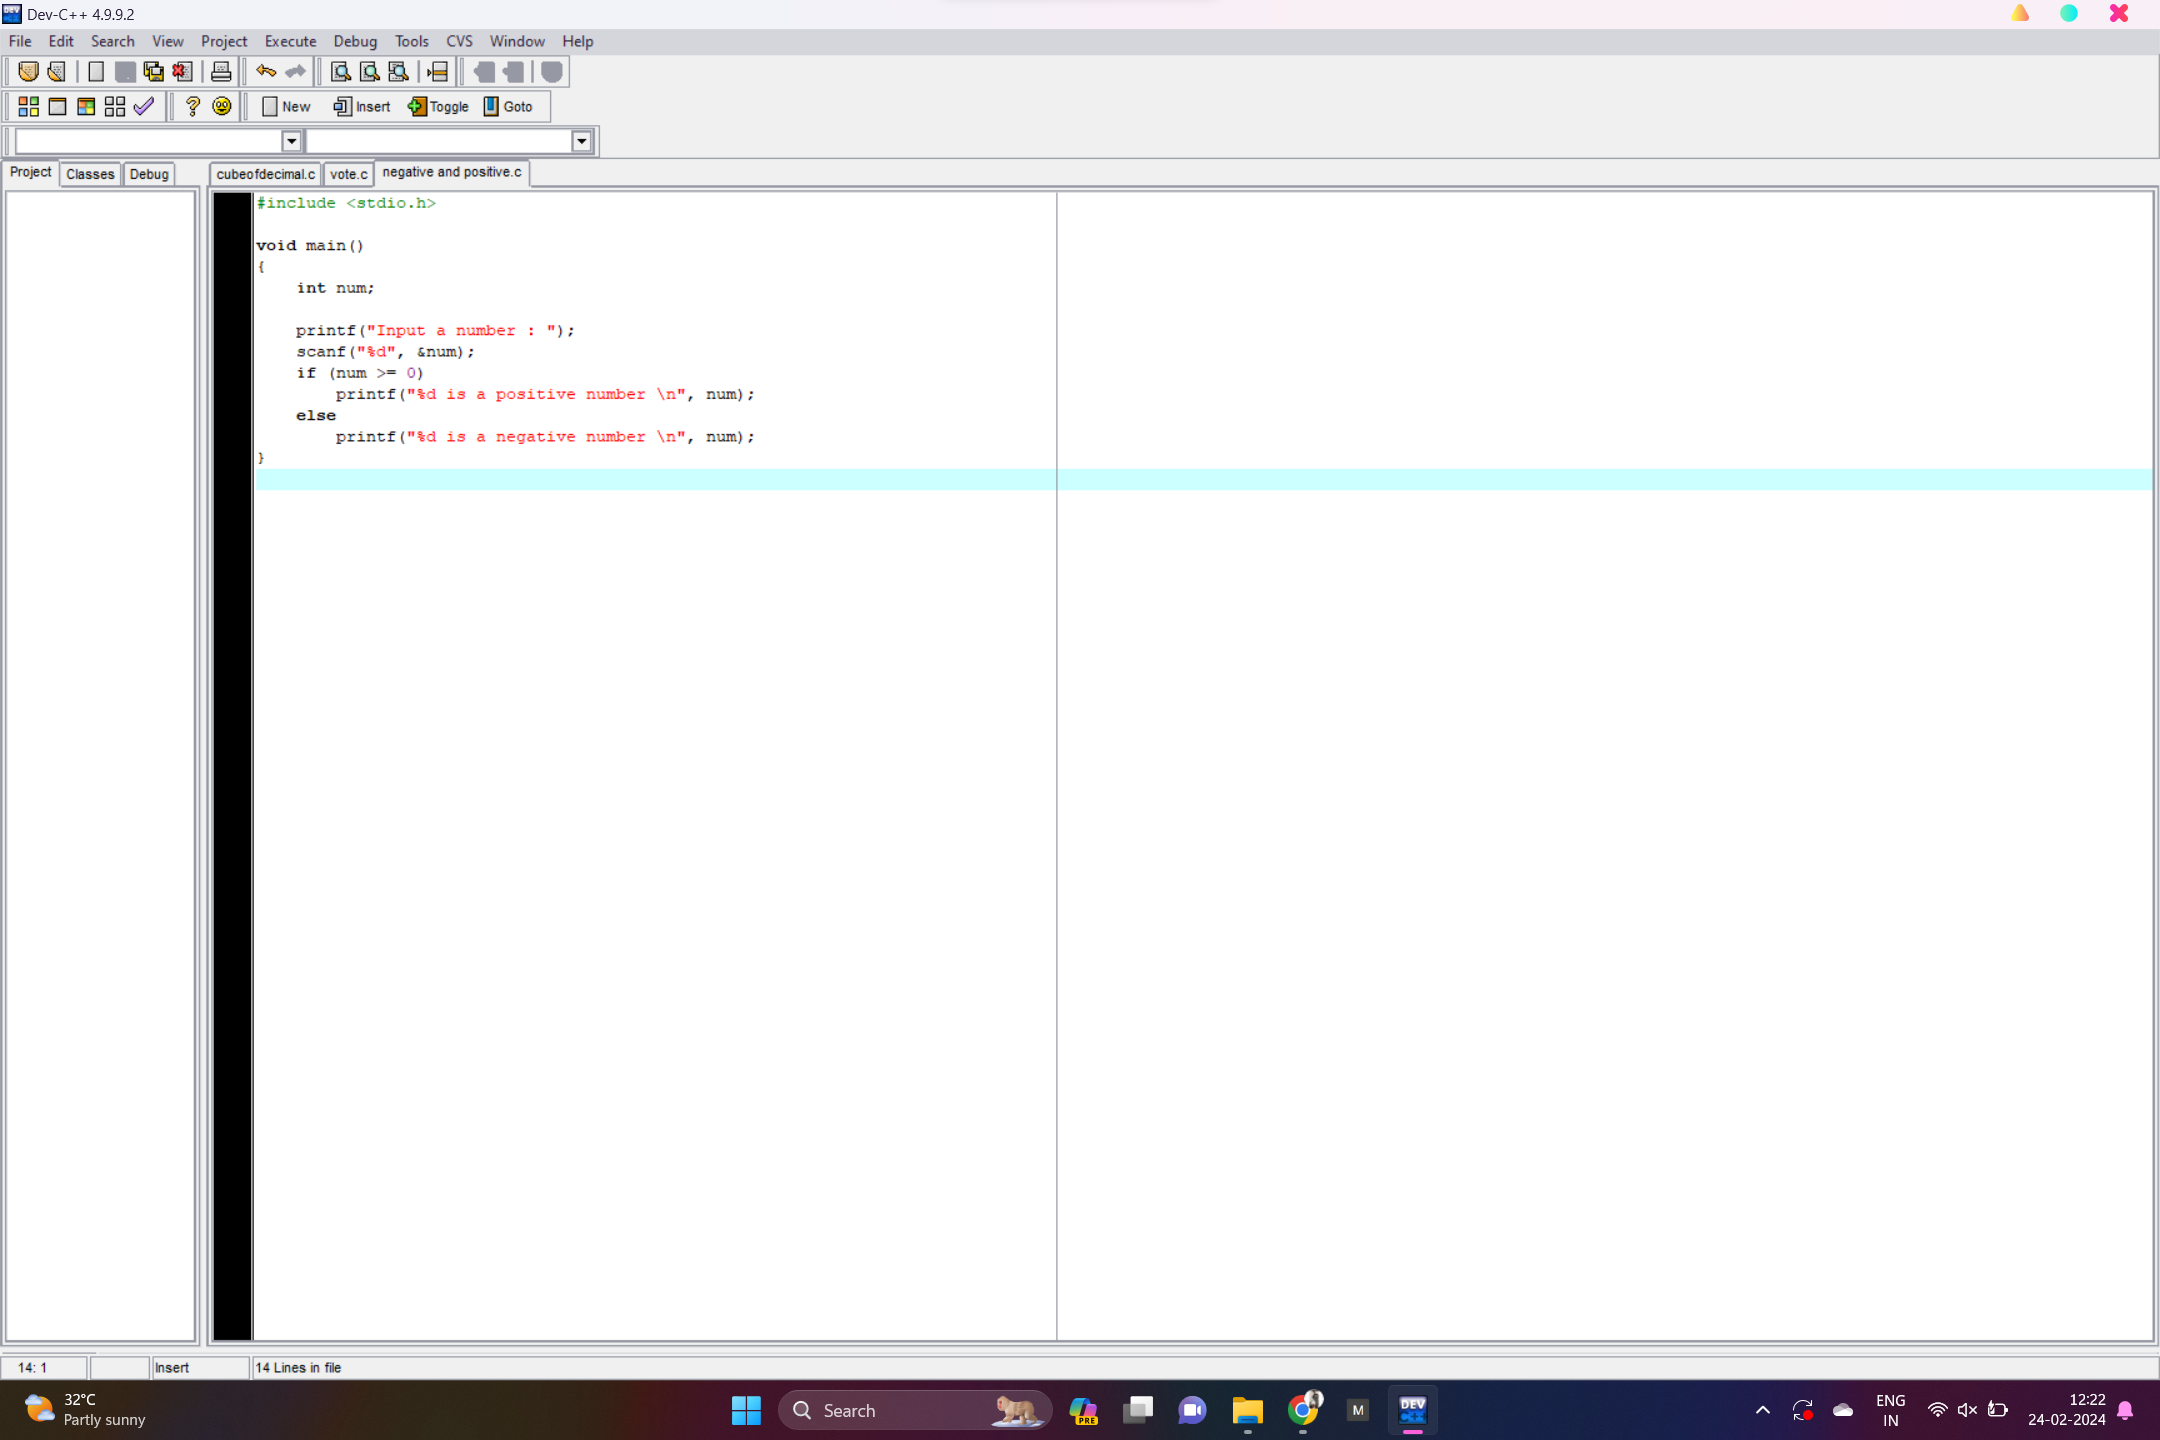 Dev-C++ 4.9.9.2
File Edit Search View Project Execute Debug Tools CVS Window Help
New Insert Toggle Goto
Project Classes Debug cubeofdecimal.c vote.c negative and positive.c
#include <stdio.h>
void main()
{
    int num;
    printf("Input a number : ");
    scanf("%d", &num);
    if (num >= 0)
        printf("%d is a positive number \n", num);
    else
        printf("%d is a negative number \n", num);
}
14: 1 Insert 14 Lines in file
32°C
Partly sunny
Search
PRE
M
DEV
C++
ENG
IN
12:22
24-02-2024